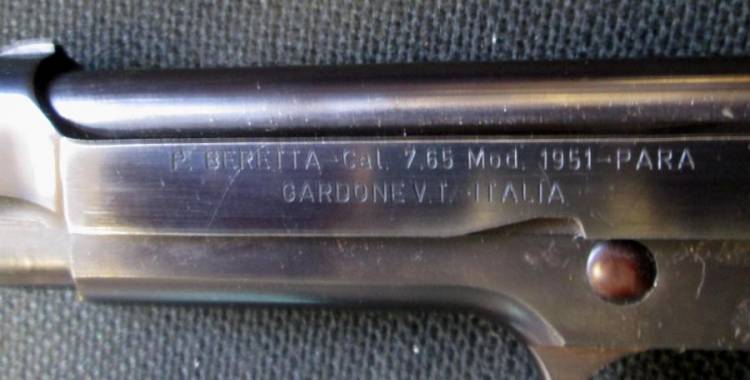 P. BERETTA-Cal. 7,65 Mod. 1951-PARA
GARDONE V.T. ITALIA